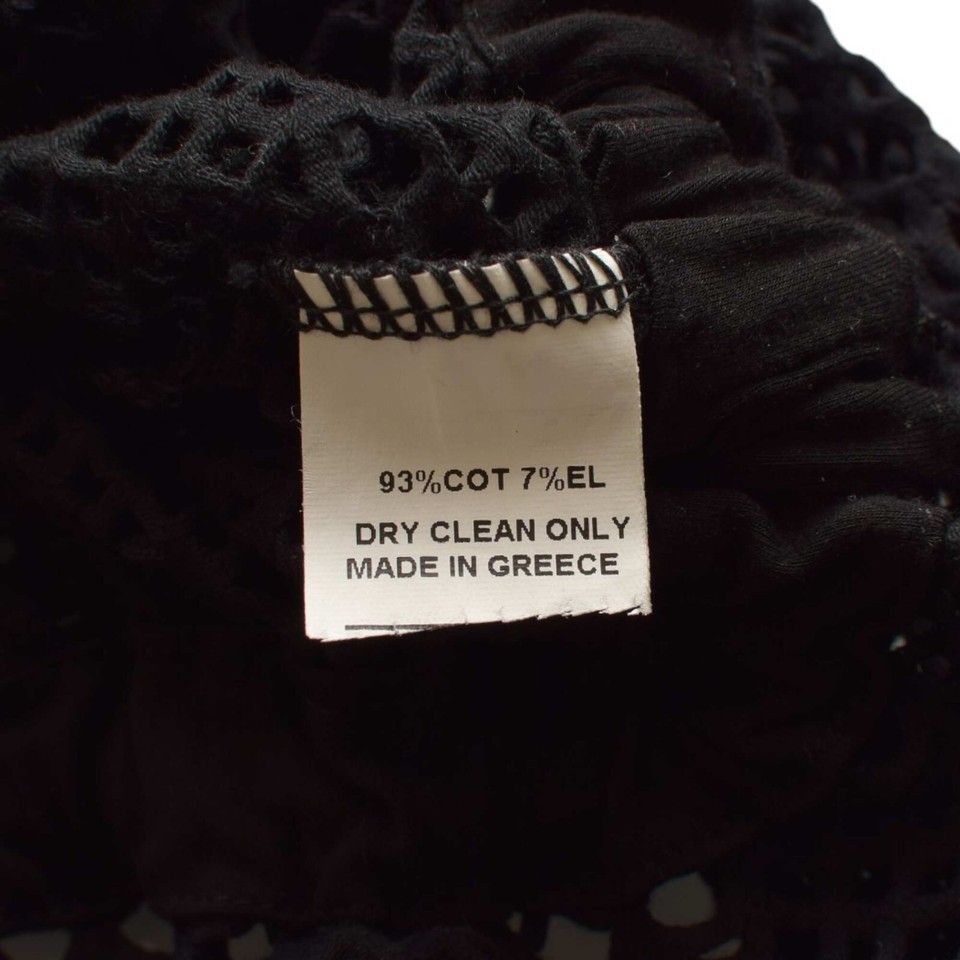 93%COT 7%EL
DRY CLEAN ONLY
MADE IN GREECE